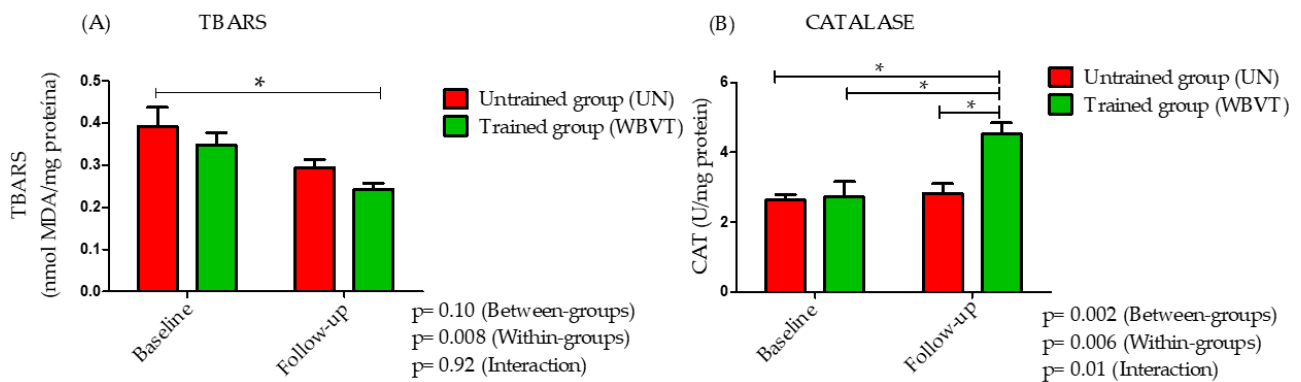 (A) TBARS
*
0.5
0.4
0.3
0.2
0.1
0.0
TBARS
(nmol MDA/mg proteína)
Baseline
Follow-up
Untrained group (UN)
Trained group (WBVT)
p= 0.10 (Between-groups)
p= 0.008 (Within-groups)
p= 0.92 (Interaction)
(B) CATALASE
*
*
*
6
4
2
0
CAT (U/mg protein)
Baseline
Follow-up
Untrained group (UN)
Trained group (WBVT)
p= 0.002 (Between-groups)
p= 0.006 (Within-groups)
p= 0.01 (Interaction)